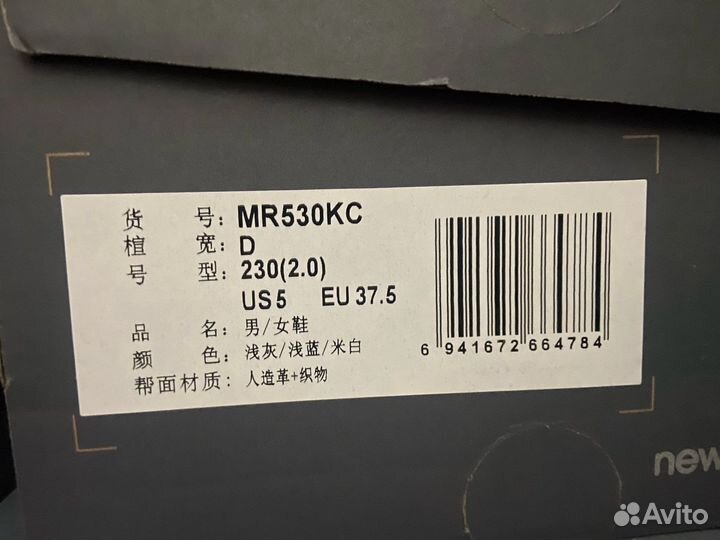 货 号: MR530KC
楦 宽: D
号 型: 230(2.0)
US 5 EU 37.5
品 名: 男/女鞋
颜 色: 浅灰/浅蓝/米白
帮面材质: 人造革+织物
6 941672 664784
new
Avito